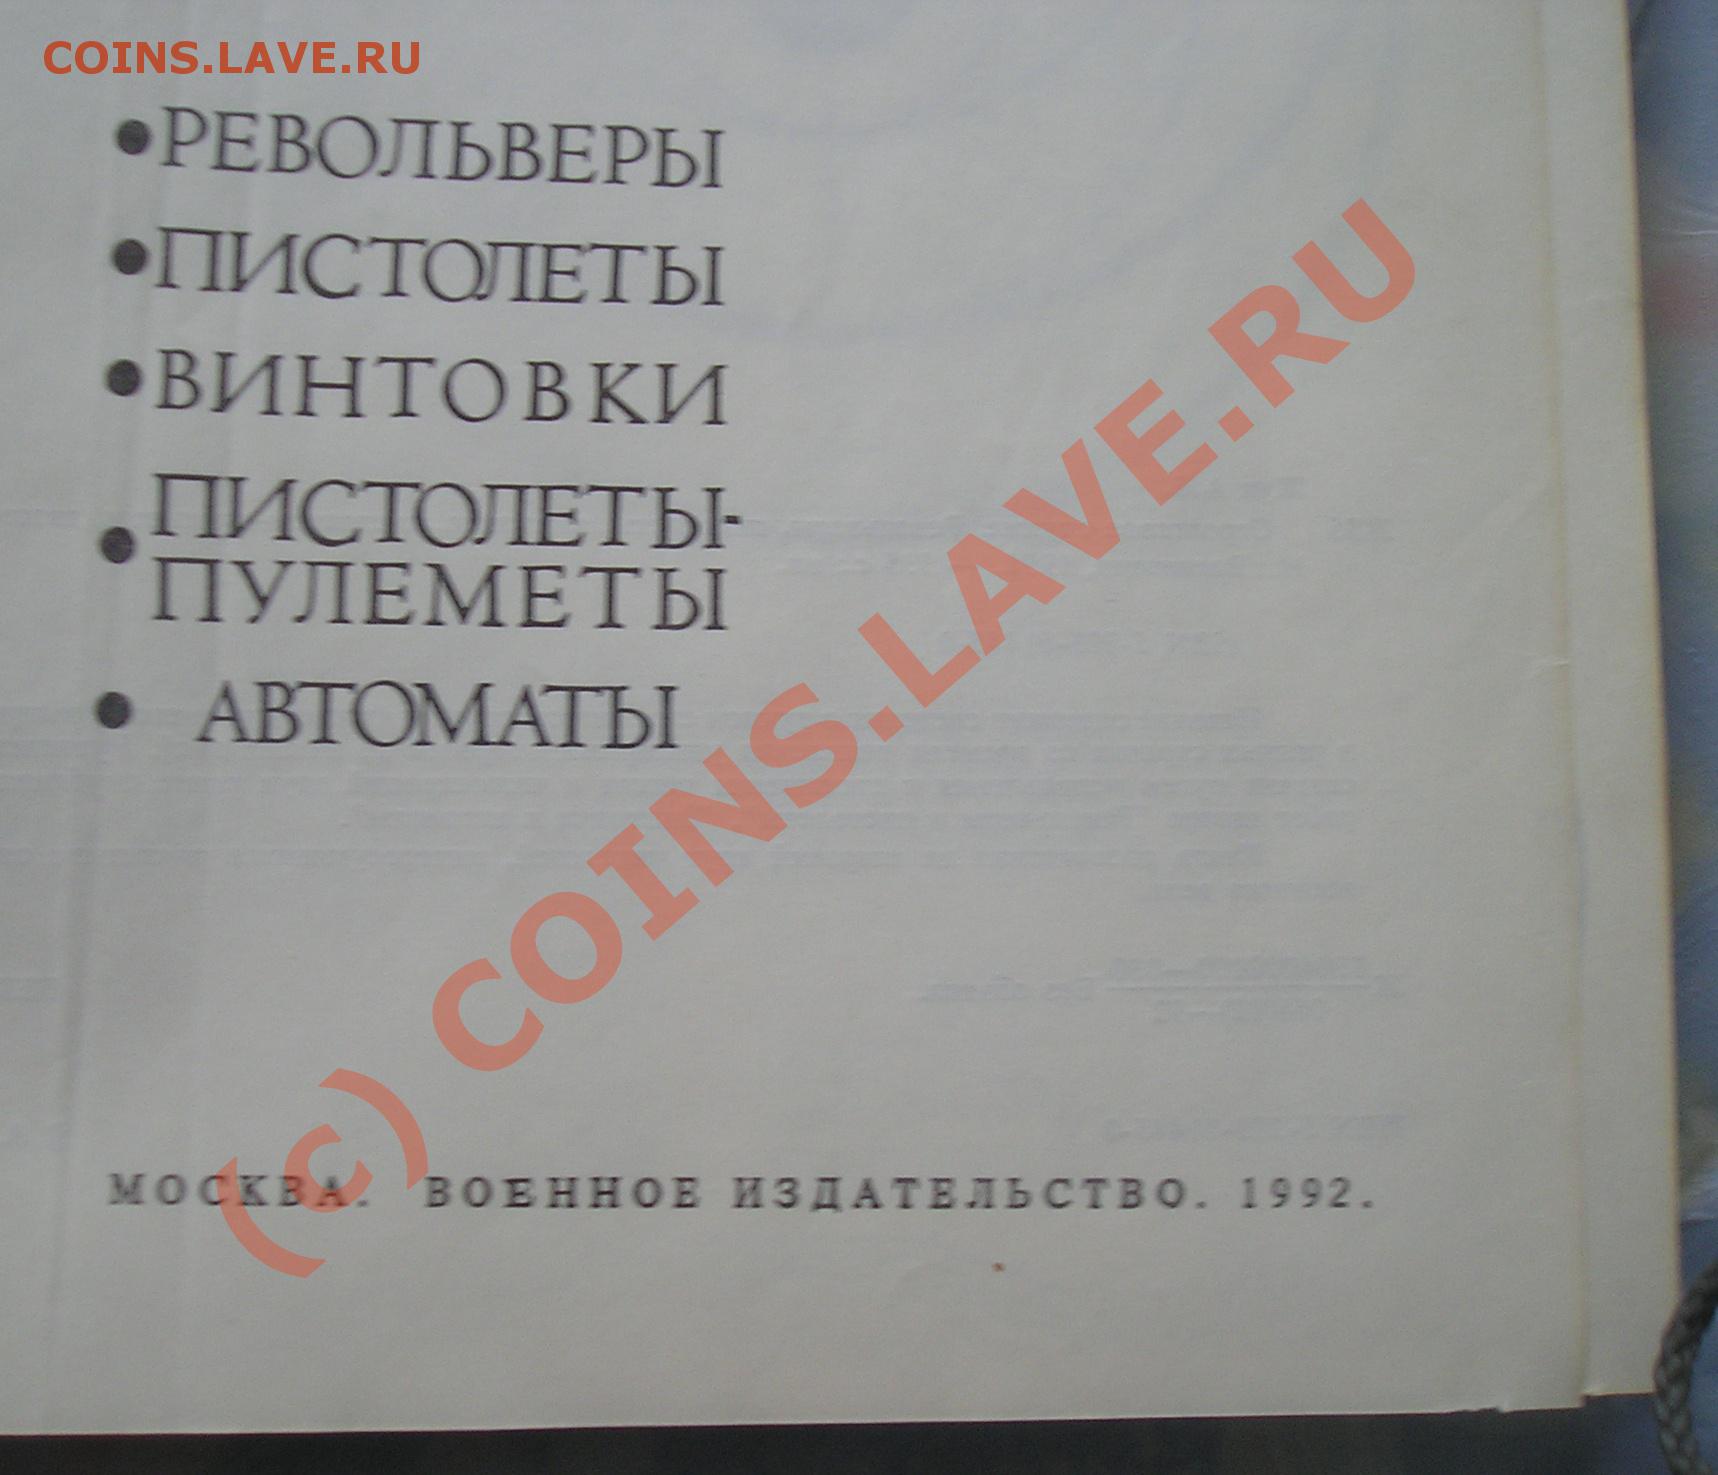 COINS.LAVE.RU
•РЕВОЛЬВЕРЫ
•ПИСТОЛЕТЫ
•ВИНТОВКИ
•ПИСТОЛЕТЫ-
ПУЛЕМЕТЫ
• АВТОМАТЫ
(c) COINS.LAVE.RU
МОСКВА. ВОЕННОЕ ИЗДАТЕЛЬСТВО. 1992.